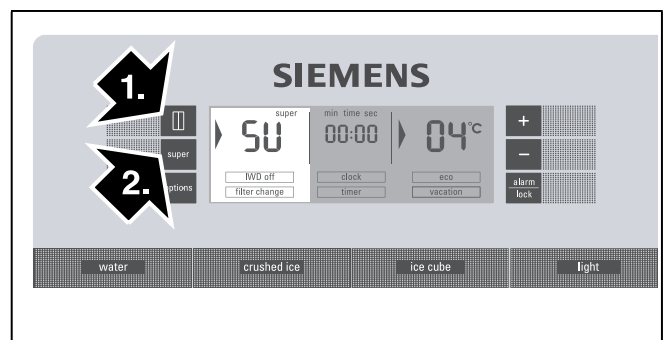 SIEMENS
1.
super
2.
ptions
super
SU
IWD off
filter change
min time sec
00:00
clock
timer
04°C
eco
vacation
+
−
alarm
lock
water
crushed ice
ice cube
light